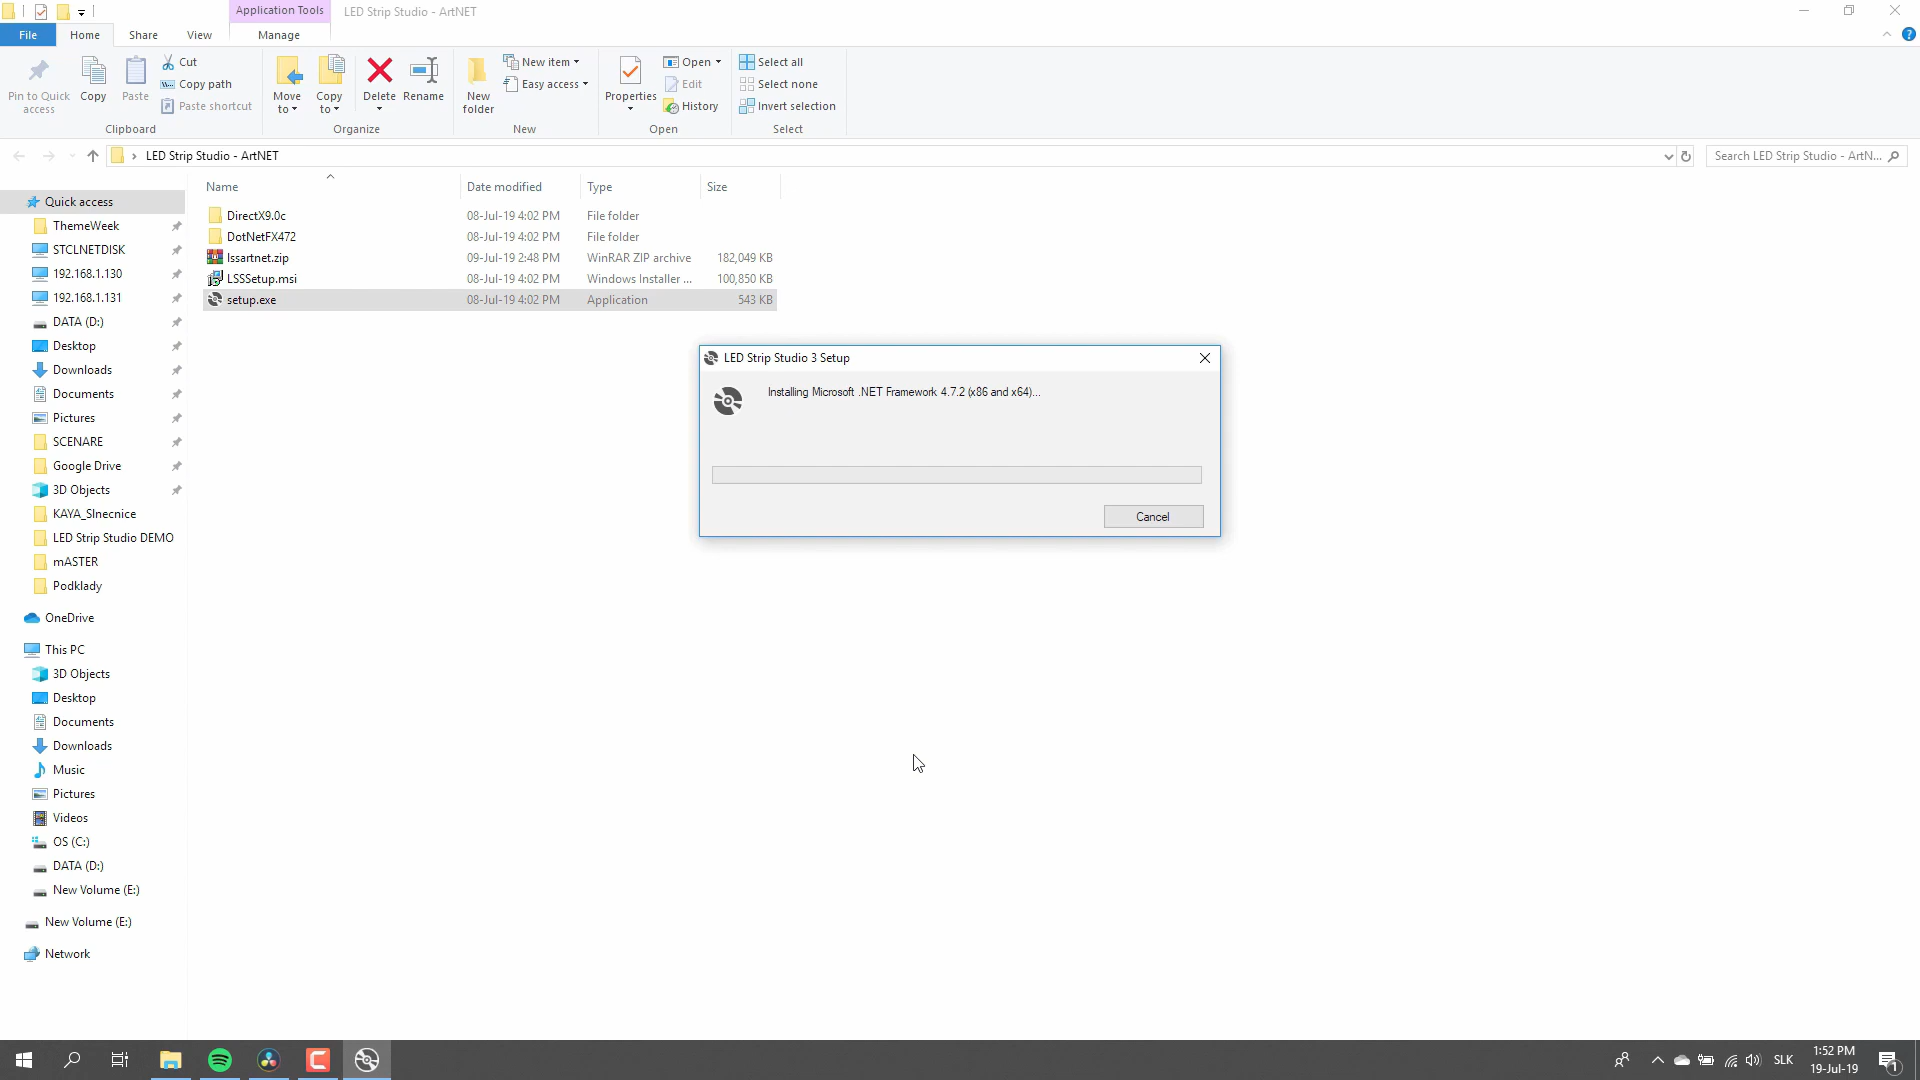 Application Tools
LED Strip Studio - ArtNET
File
Home
Share
View
Manage
Pin to Quick
access
Copy
Paste
Cut
Copy path
Paste shortcut
Clipboard
Move
to
Copy
to
Delete
Rename
Organize
New
folder
New item
Easy access
New
Properties
Open
Edit
History
Open
Select all
Select none
Invert selection
Select
LED Strip Studio - ArtNET
Search LED Strip Studio - ArtN...
Name
Date modified
Type
Size
DirectX9.0c 08-Jul-19 4:02 PM File folder
DotNetFX472 08-Jul-19 4:02 PM File folder
lssartnet.zip 09-Jul-19 2:48 PM WinRAR ZIP archive 182,049 KB
LSSSetup.msi 08-Jul-19 4:02 PM Windows Installer ... 100,850 KB
setup.exe 08-Jul-19 4:02 PM Application 543 KB
Quick access
ThemeWeek
STCLNETDISK
192.168.1.130
192.168.1.131
DATA (D:)
Desktop
Downloads
Documents
Pictures
SCENARE
Google Drive
3D Objects
KAYA_Slnecnice
LED Strip Studio DEMO
mASTER
Podklady
OneDrive
This PC
3D Objects
Desktop
Documents
Downloads
Music
Pictures
Videos
OS (C:)
DATA (D:)
New Volume (E:)
New Volume (E:)
Network
LED Strip Studio 3 Setup
Installing Microsoft .NET Framework 4.7.2 (x86 and x64)...
Cancel
SLK
1:52 PM
19-Jul-19
1